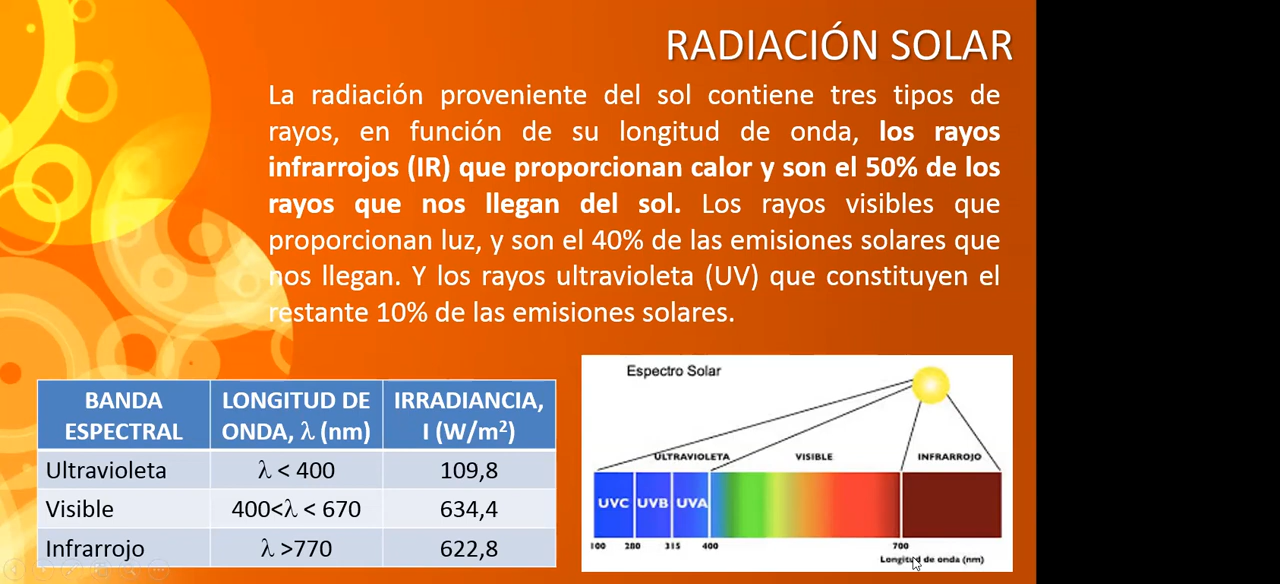 RADIACIÓN SOLAR
La radiación proveniente del sol contiene tres tipos de
rayos, en función de su longitud de onda, los rayos
infrarrojos (IR) que proporcionan calor y son el 50% de los
rayos que nos llegan del sol. Los rayos visibles que
proporcionan luz, y son el 40% de las emisiones solares que
nos llegan. Y los rayos ultravioleta (UV) que constituyen el
restante 10% de las emisiones solares.
BANDA ESPECTRAL LONGITUD DE ONDA, λ (nm) IRRADIANCIA, I (W/m²)
Ultravioleta λ < 400 109,8
Visible 400<λ < 670 634,4
Infrarrojo λ >770 622,8
Espectro Solar
ULTRAVIOLETA VISIBLE INFRARROJO
UVC UVB UVA
100 280 315 400 700
Longitud de onda (nm)